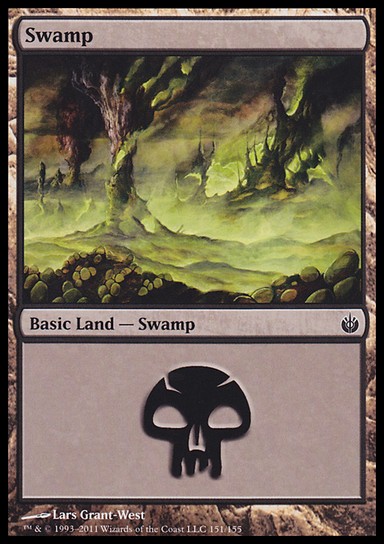 Swamp
Basic Land — Swamp
Lars Grant-West
™ & © 1993–2011 Wizards of the Coast LLC 151/155